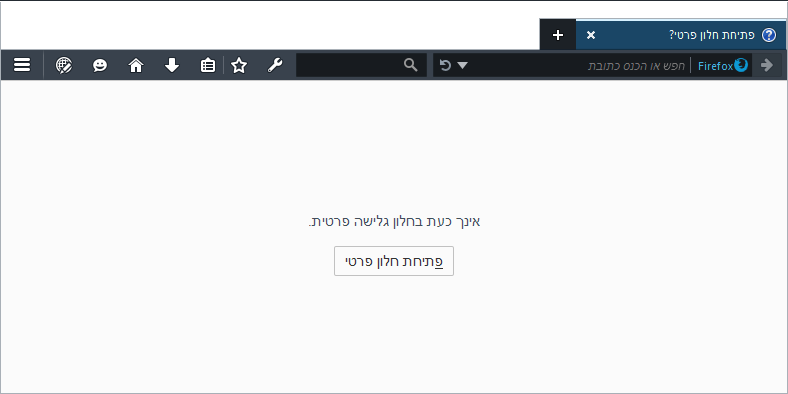 פתיחת חלון פרטי?
Firefox חפש או הכנס כתובת
אינך כעת בחלון גלישה פרטית.
פתיחת חלון פרטי